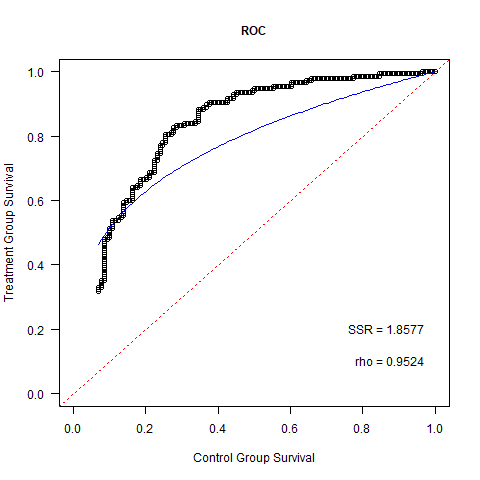 ROC
1.0
0.8
0.6
0.4
0.2
0.0
Treatment Group Survival
SSR = 1.8577
rho = 0.9524
0.0 0.2 0.4 0.6 0.8 1.0
Control Group Survival